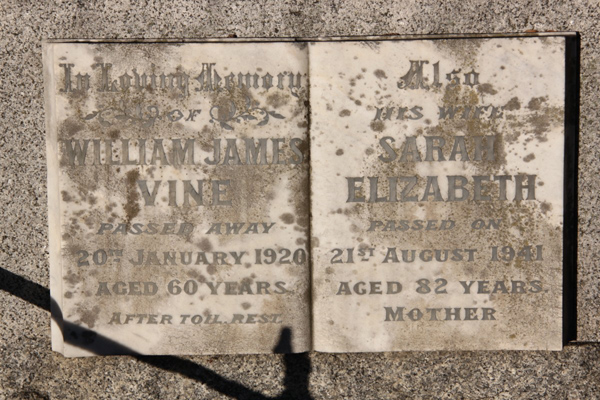 In Loving Memory
OF
WILLIAM JAMES
VINE
PASSED AWAY
20TH JANUARY 1920
AGED 60 YEARS.
AFTER TOIL, REST.
Also
HIS WIFE
SARAH
ELIZABETH
PASSED ON
21ST AUGUST 1941
AGED 82 YEARS.
MOTHER